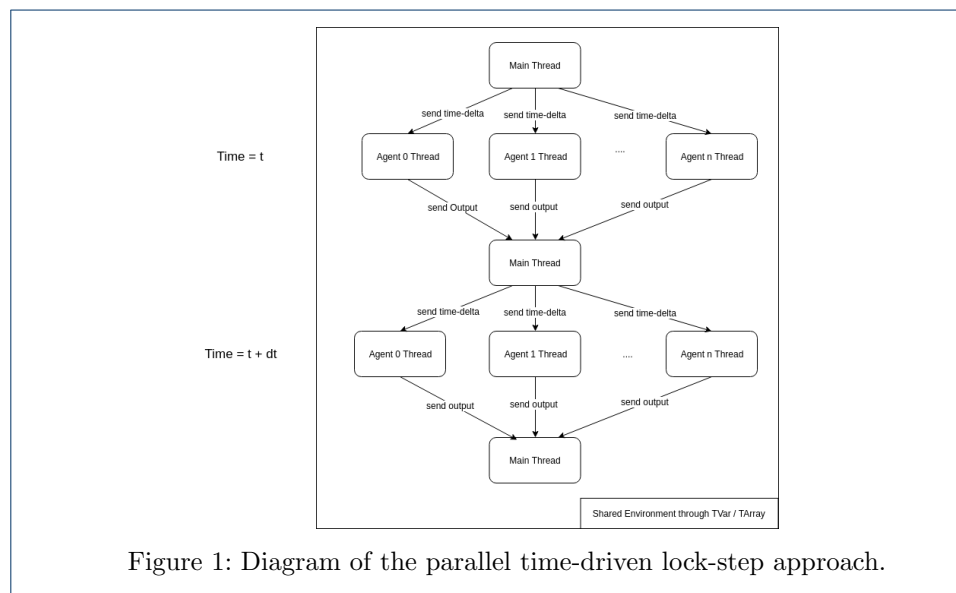 Main Thread
send time-delta
send time-delta
send time-delta
Time = t
Agent 0 Thread
Agent 1 Thread
....
Agent n Thread
send Output
send output
send output
Main Thread
send time-delta
send time-delta
send time-delta
Time = t + dt
Agent 0 Thread
Agent 1 Thread
....
Agent n Thread
send output
send output
send output
Main Thread
Shared Environment through TVar / TArray
Figure 1: Diagram of the parallel time-driven lock-step approach.